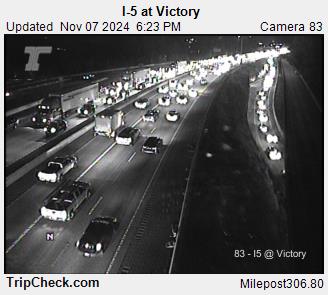 I-5 at Victory
Updated Nov 07 2024 6:23 PM Camera 83
T
N
83 - I5 @ Victory
TripCheck.com Milepost306.80